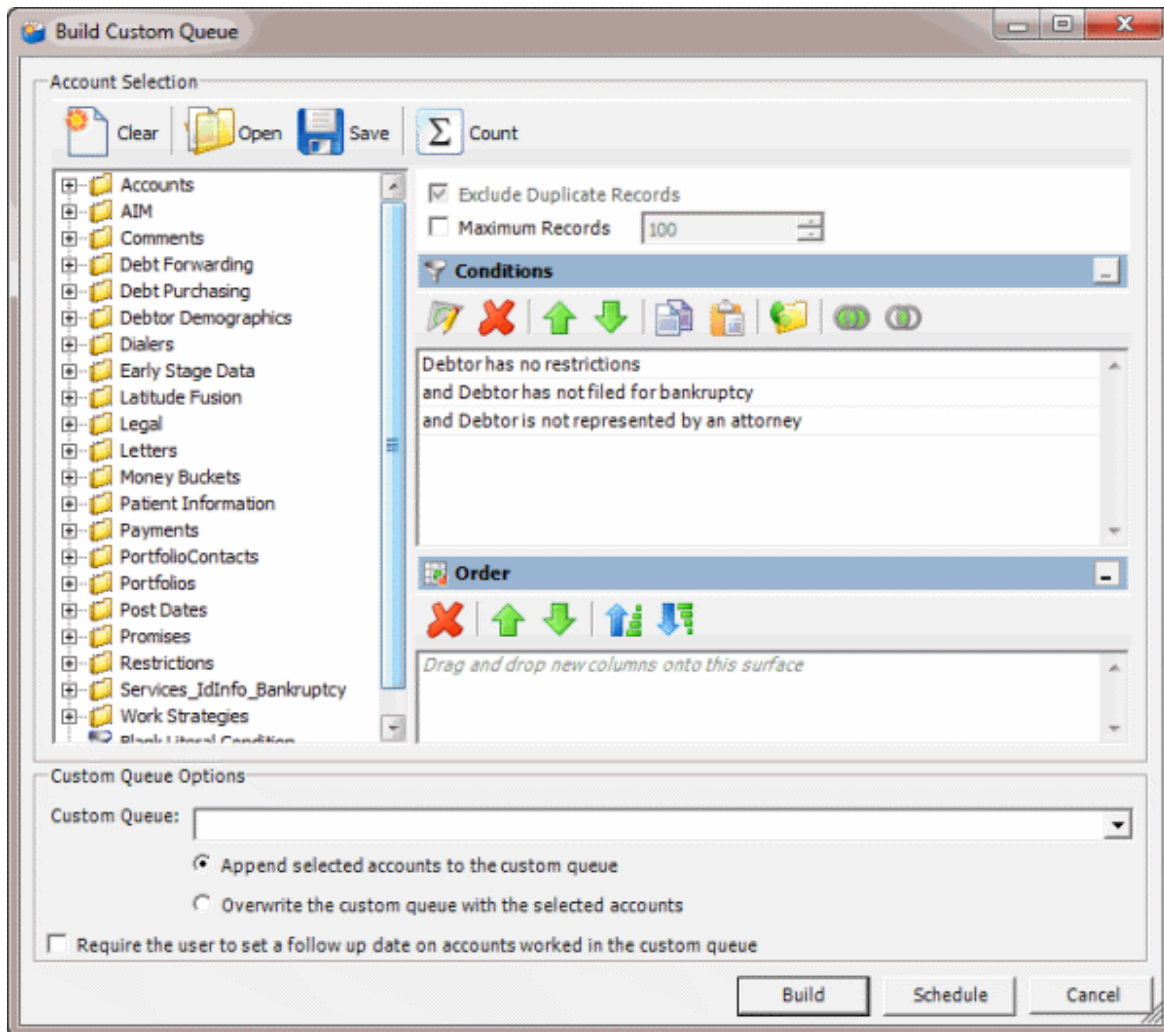 Build Custom Queue
Account Selection
Clear Open Save Σ Count
Accounts
AIM
Comments
Debt Forwarding
Debt Purchasing
Debtor Demographics
Dialers
Early Stage Data
Latitude Fusion
Legal
Letters
Money Buckets
Patient Information
Payments
PortfolioContacts
Portfolios
Post Dates
Promises
Restrictions
Services_IdInfo_Bankruptcy
Work Strategies
Blank Literal Condition
Exclude Duplicate Records
Maximum Records 100
Conditions
Debtor has no restrictions
and Debtor has not filed for bankruptcy
and Debtor is not represented by an attorney
Order
Drag and drop new columns onto this surface
Custom Queue Options
Custom Queue:
Append selected accounts to the custom queue
Overwrite the custom queue with the selected accounts
Require the user to set a follow up date on accounts worked in the custom queue
Build Schedule Cancel